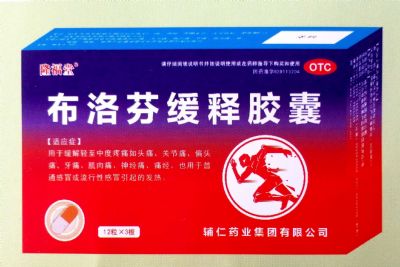 隆福堂
请仔细阅读说明书并按说明使用或在药师指导下购买和使用
OTC
布洛芬缓释胶囊
【适应症】
用于缓解轻至中度疼痛如头痛、关节痛、偏头
痛、牙痛、肌肉痛、神经痛、痛经。也用于普
通感冒或流行性感冒引起的发热。
12粒×3板
辅仁药业集团有限公司